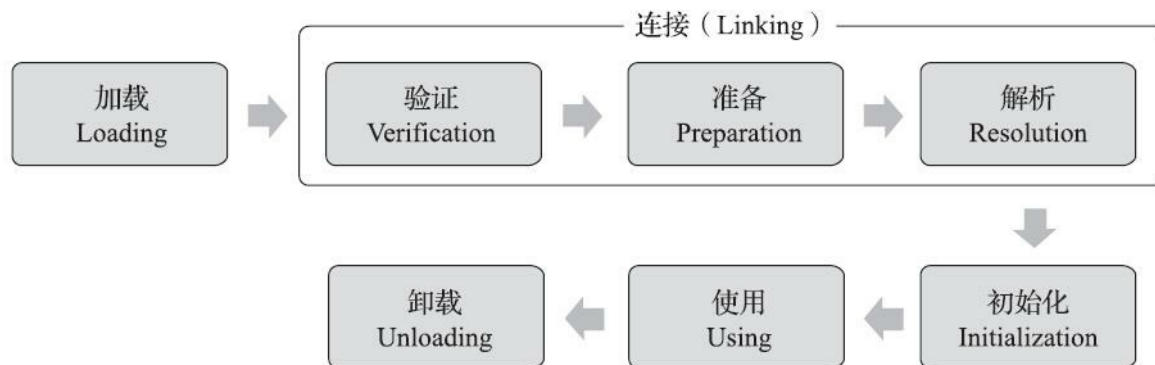 连接（Linking）
加载
Loading
验证
Verification
准备
Preparation
解析
Resolution
初始化
Initialization
使用
Using
卸载
Unloading